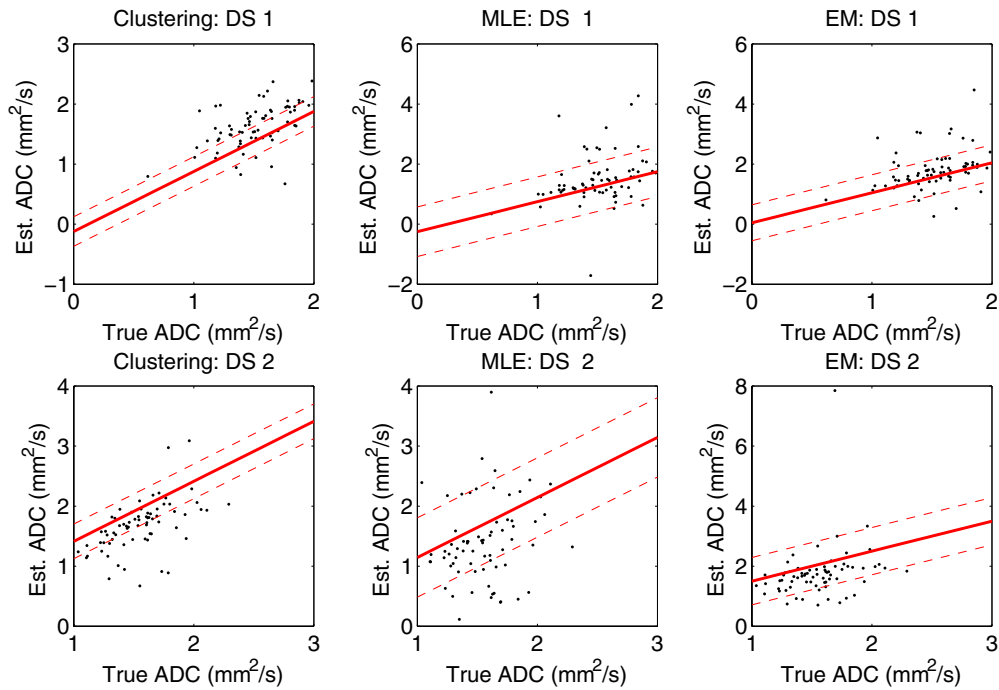 Clustering: DS 1
3
2
1
0
−1
0
1
2
Est. ADC (mm²/s)
True ADC (mm²/s)
MLE: DS 1
6
4
2
0
−2
0
1
2
Est. ADC (mm²/s)
True ADC (mm²/s)
EM: DS 1
6
4
2
0
−2
0
1
2
Est. ADC (mm²/s)
True ADC (mm²/s)
Clustering: DS 2
4
3
2
1
0
1
2
3
Est. ADC (mm²/s)
True ADC (mm²/s)
MLE: DS 2
4
3
2
1
0
1
2
3
Est. ADC (mm²/s)
True ADC (mm²/s)
EM: DS 2
8
6
4
2
0
1
2
3
Est. ADC (mm²/s)
True ADC (mm²/s)